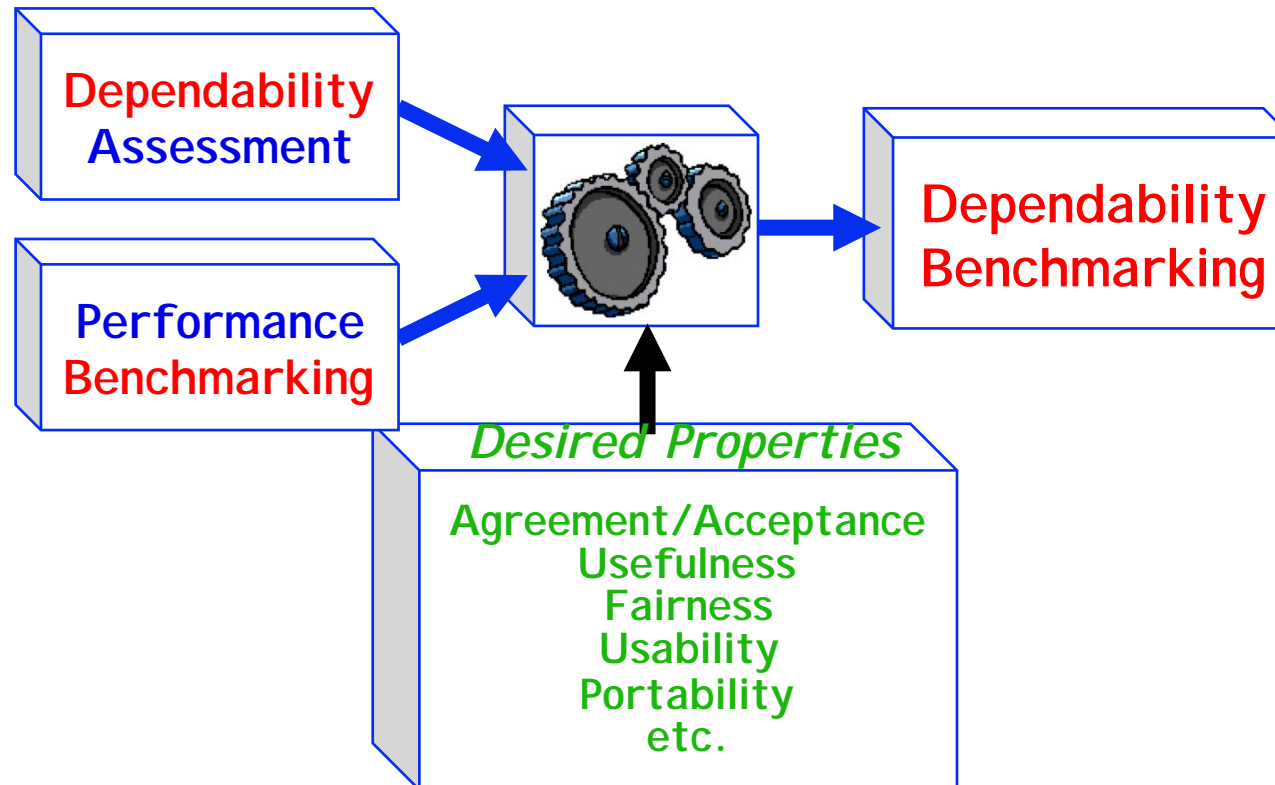 Dependability
Assessment
Performance
Benchmarking
Dependability
Benchmarking
Desired Properties
Agreement/Acceptance
Usefulness
Fairness
Usability
Portability
etc.